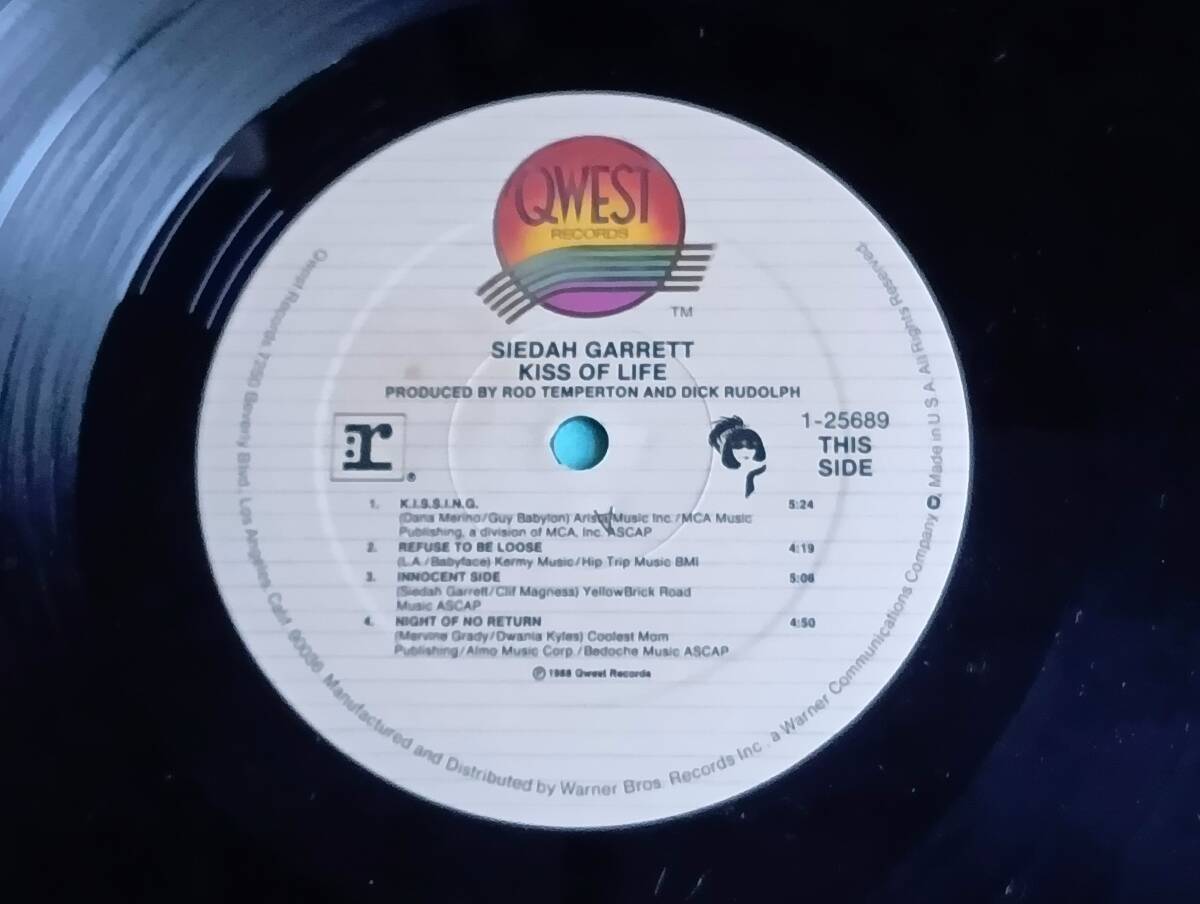 QWEST
RECORDS
TM
SIEDAH GARRETT
KISS OF LIFE
PRODUCED BY ROD TEMPERTON AND DICK RUDOLPH
:r®
1-25689
THIS
SIDE
1. K.I.S.S.I.N.G. 5:24
(Dana Merino/Guy Babylon) Arista Music Inc./MCA Music
Publishing, a division of MCA, Inc. ASCAP
2. REFUSE TO BE LOOSE 4:19
(L.A./Babyface) Kermy Music/Hip Trip Music BMI
3. INNOCENT SIDE 5:08
(Siedah Garrett/Clif Magness) YellowBrick Road
Music ASCAP
4. NIGHT OF NO RETURN 4:50
(Mervine Grady/Dwania Kyles) Coolest Mom
Publishing/Almo Music Corp./Bedoche Music ASCAP
℗ 1988 Qwest Records
Qwest Records 7250 Beverly Blvd. Los Angeles, Calif. 90036. Manufactured and Distributed by Warner Bros. Records Inc., a Warner Communications Company. Made in U.S.A. All Rights Reserved.